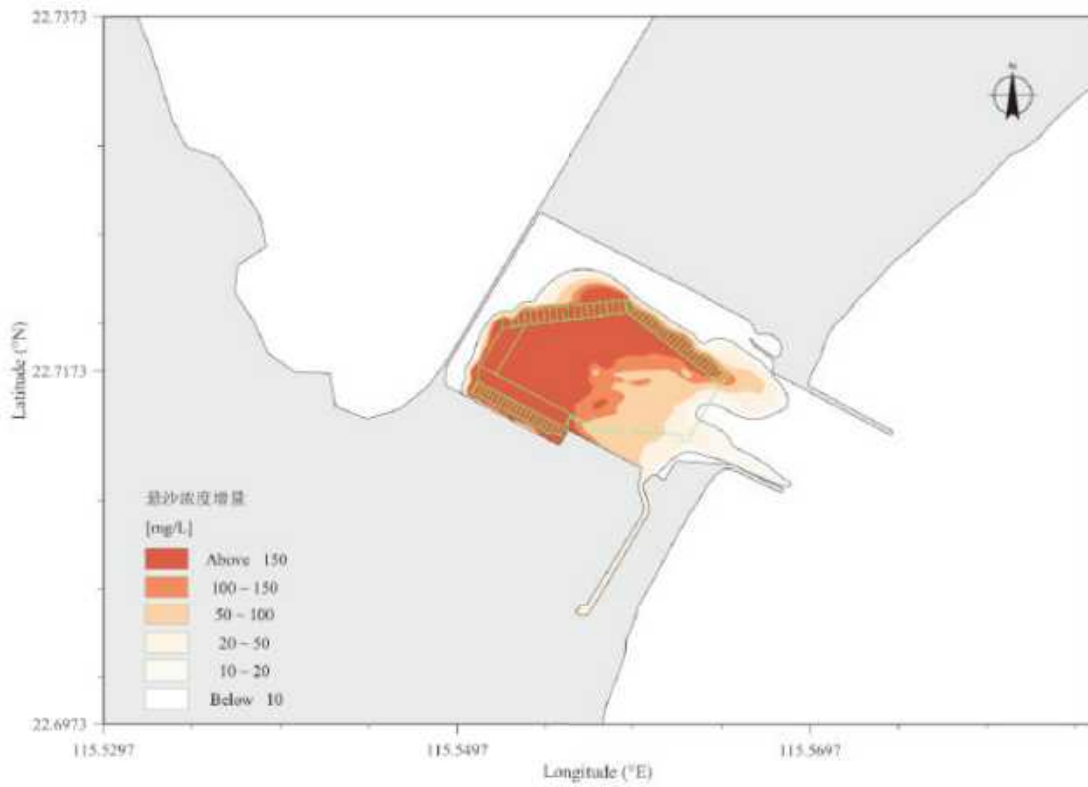 22.7373
N
22.7173
Latitude (°N)
悬沙浓度增量
[mg/L]
Above 150
100 ~ 150
50 ~ 100
20 ~ 50
10 ~ 20
Below 10
22.6973
115.5297
115.5497
115.5697
Longitude (°E)